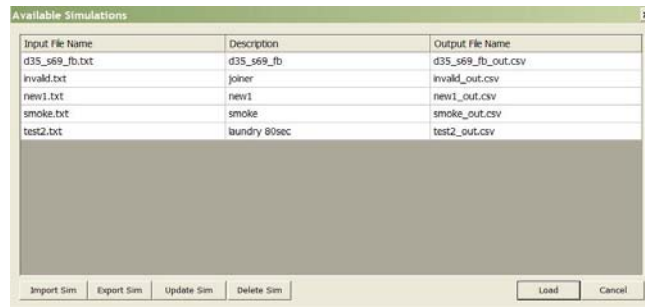 Available Simulations
Input File Name Description Output File Name
d35_s69_fb.txt d35_s69_fb d35_s69_fb_out.csv
invalid.txt joiner invalid_out.csv
new1.txt new1 new1_out.csv
smoke.txt smoke smoke_out.csv
test2.txt laundry 80sec test2_out.csv
Import Sim Export Sim Update Sim Delete Sim Load Cancel